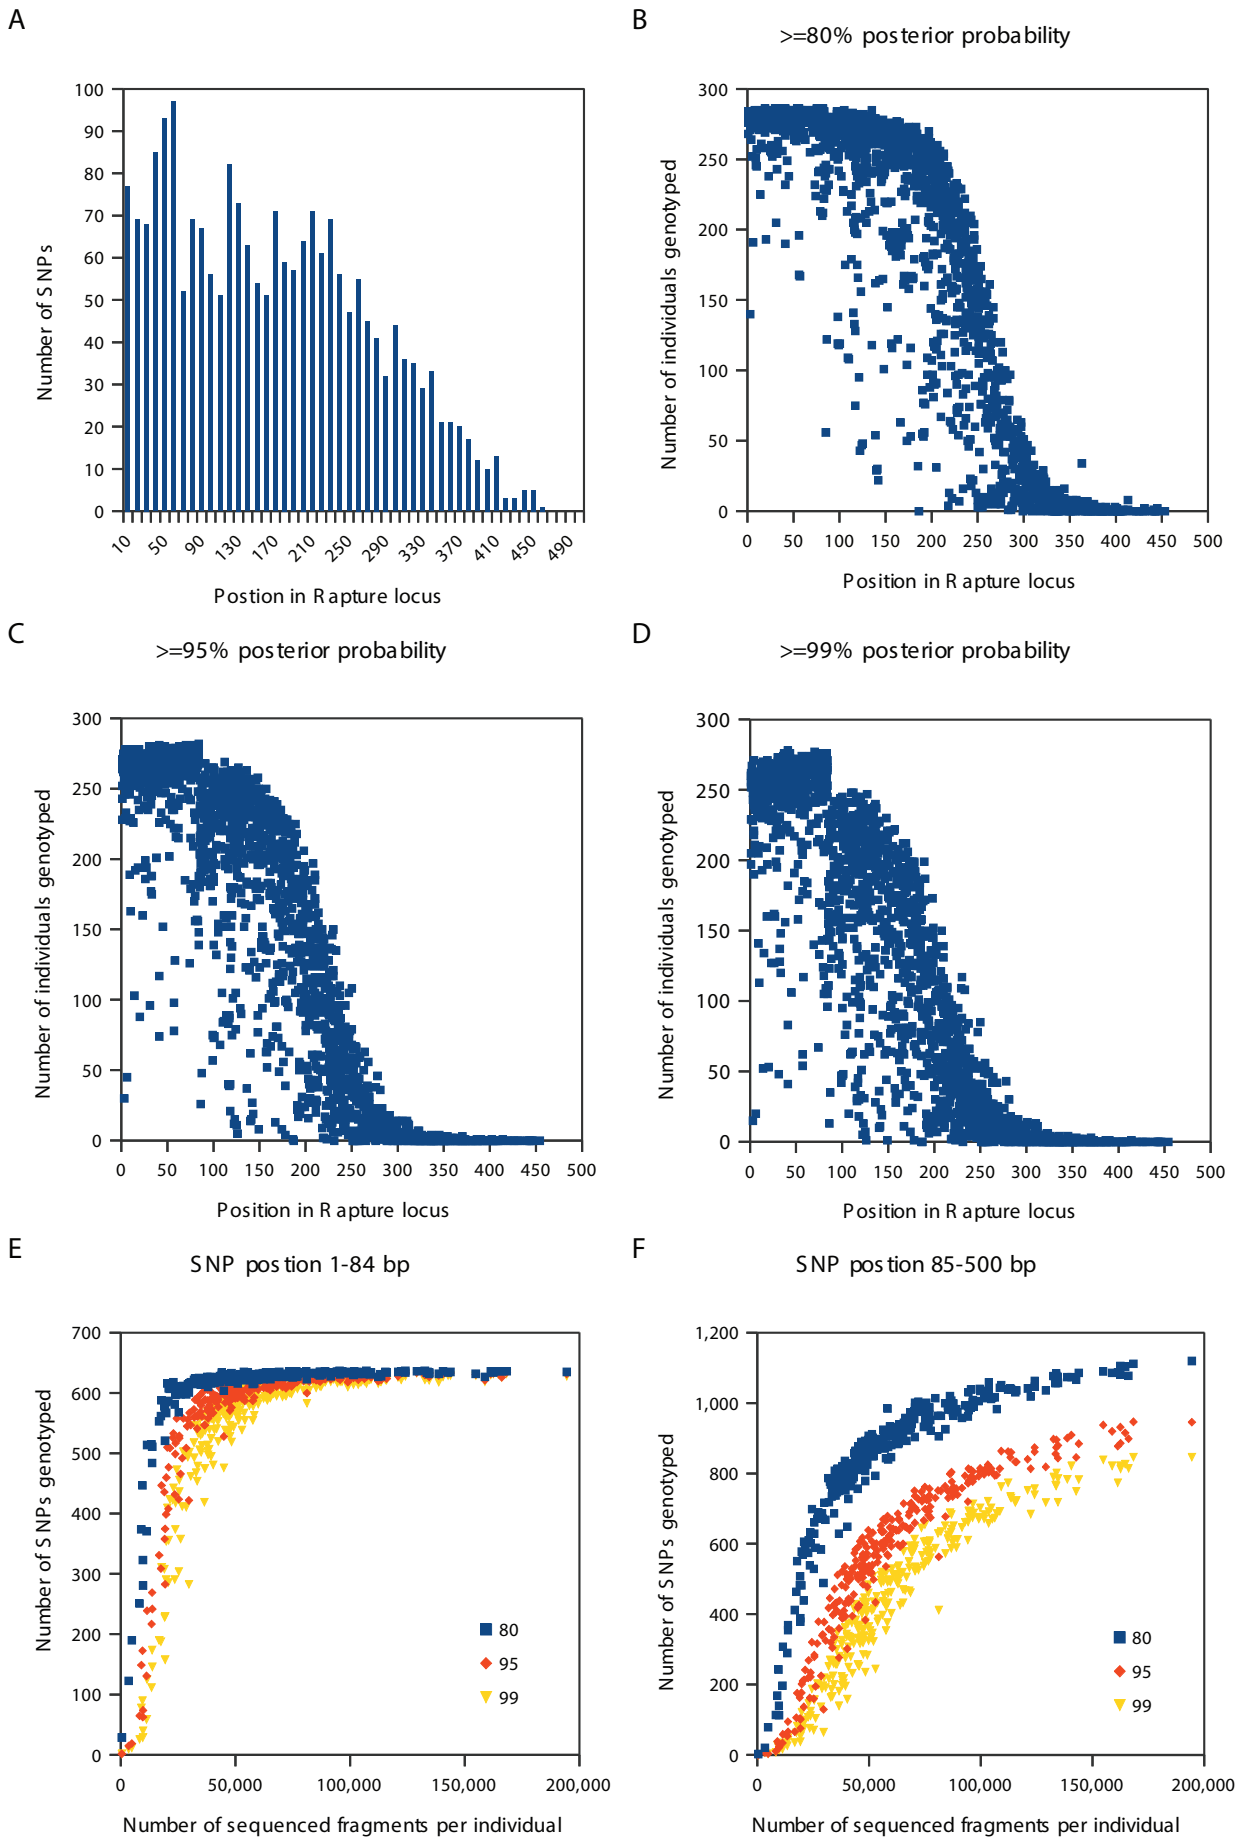 A
100
90
80
70
60
50
40
30
20
10
0
Number of SNPs
10
50
90
130
170
210
250
290
330
370
410
450
490
Postion in Rapture locus
B
>=80% posterior probability
300
250
200
150
100
50
0
Number of individuals genotyped
0 50 100 150 200 250 300 350 400 450 500
Position in Rapture locus
C
>=95% posterior probability
300
250
200
150
100
50
0
Number of individuals genotyped
0 50 100 150 200 250 300 350 400 450 500
Position in Rapture locus
D
>=99% posterior probability
300
250
200
150
100
50
0
Number of individuals genotyped
0 50 100 150 200 250 300 350 400 450 500
Position in Rapture locus
E
SNP postion 1-84 bp
700
600
500
400
300
200
100
0
Number of SNPs genotyped
80
95
99
0 50,000 100,000 150,000 200,000
Number of sequenced fragments per individual
F
SNP postion 85-500 bp
1,200
1,000
800
600
400
200
0
Number of SNPs genotyped
80
95
99
0 50,000 100,000 150,000 200,000
Number of sequenced fragments per individual